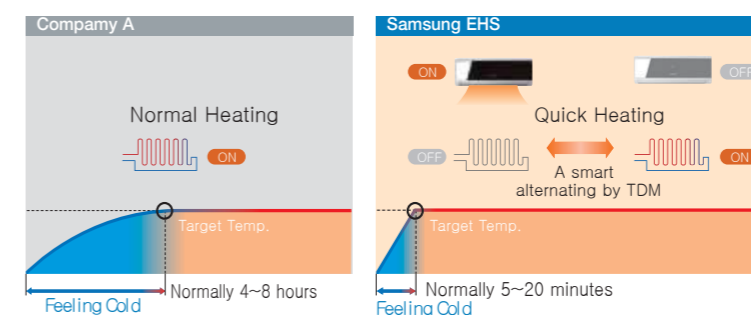 Compamy A
Normal Heating
ON
Target Temp.
Normally 4~8 hours
Feeling Cold
Samsung EHS
ON
OFF
Quick Heating
OFF
ON
A smart
alternating by TDM
Target Temp.
Normally 5~20 minutes
Feeling Cold